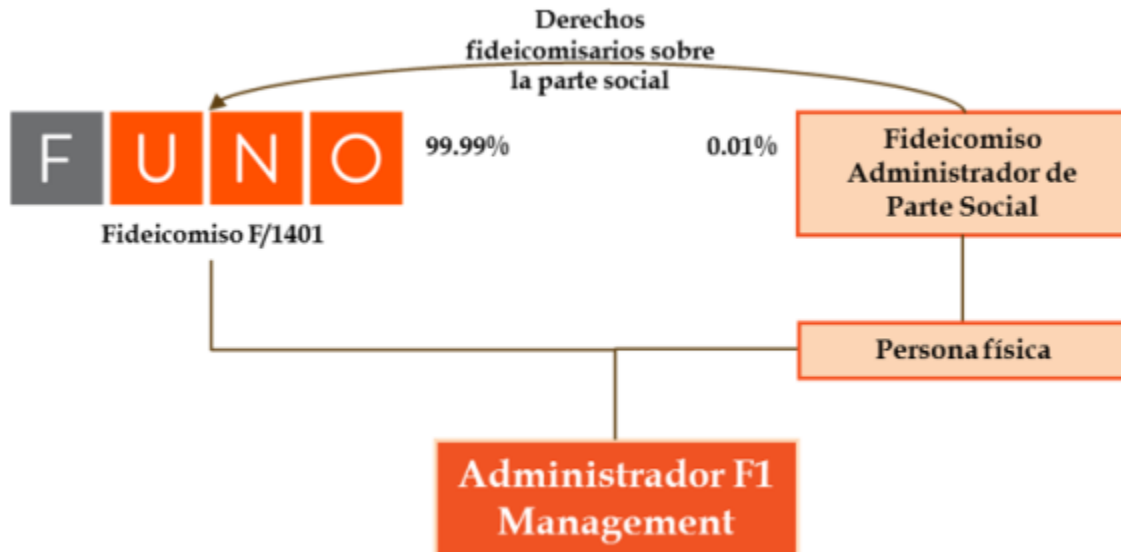 Derechos
fideicomisarios sobre
la parte social
FUNO
99.99%
0.01%
Fideicomiso
Administrador de
Parte Social
Fideicomiso F/1401
Persona física
Administrador F1
Management